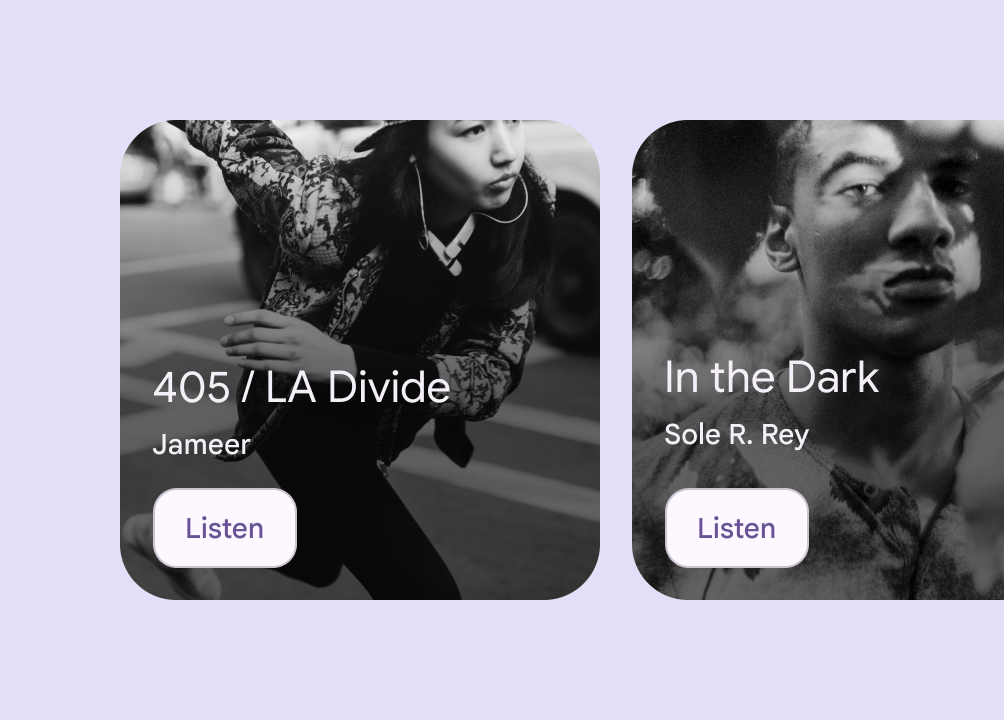 405 / LA Divide
Jameer
Listen
In the Dark
Sole R. Rey
Listen